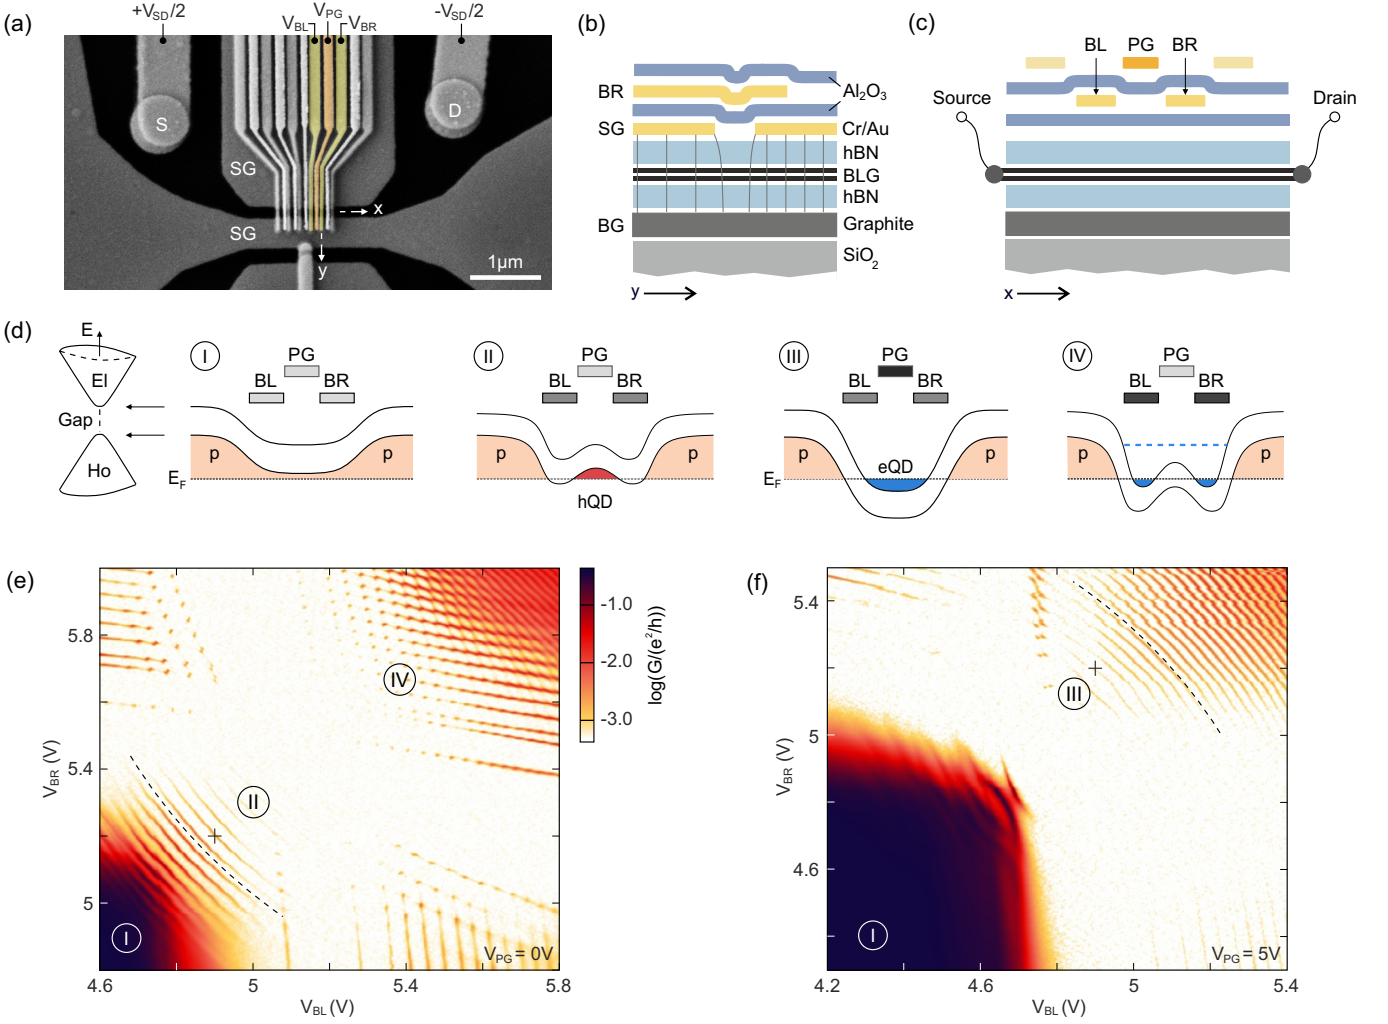 (a)
+V_SD/2
V_BL
V_PG
V_BR
-V_SD/2
S
D
SG
SG
x
y
1µm
(b)
BR
SG
BG
Al₂O₃
Cr/Au
hBN
BLG
hBN
Graphite
SiO₂
y
(c)
BL PG BR
Source
Drain
x
(d)
E
El
Gap
Ho
I
PG
BL BR
p p
E_F
II
PG
BL BR
p p
hQD
III
PG
BL BR
eQD
p p
E_F
IV
PG
BL BR
p p
(e)
V_BR (V)
5.8
5.4
5
4.6 5 5.4 5.8
V_BL (V)
I
II
IV
V_PG = 0V
-1.0
-2.0
-3.0
log(G/(e²/h))
(f)
V_BR (V)
5.4
5
4.6
4.2 4.6 5 5.4
V_BL (V)
I
III
V_PG = 5V